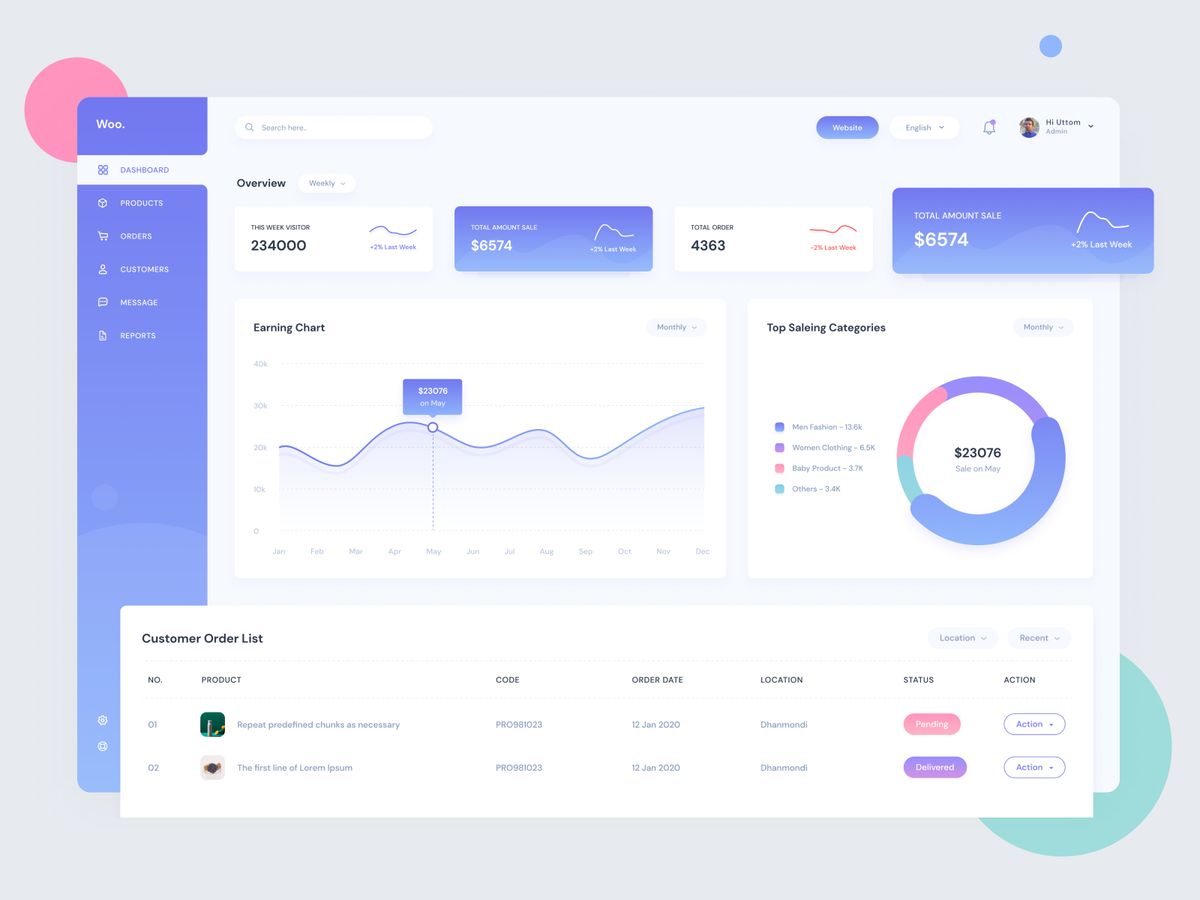 Woo.
Search here..
Website
English
Hi Uttom
Admin
DASHBOARD
PRODUCTS
ORDERS
CUSTOMERS
MESSAGE
REPORTS
Overview
Weekly
THIS WEEK VISITOR
234000
+2% Last Week
TOTAL AMOUNT SALE
$6574
+2% Last Week
TOTAL ORDER
4363
-2% Last Week
TOTAL AMOUNT SALE
$6574
+2% Last Week
Earning Chart
Monthly
40k
30k
20k
10k
0
$23076
on May
Jan Feb Mar Apr May Jun Jul Aug Sep Oct Nov Dec
Top Saleing Categories
Monthly
Men Fashion - 13.6k
Women Clothing - 6.5K
Baby Product - 3.7K
Others - 3.4K
$23076
Sale on May
Customer Order List
Location
Recent
NO. PRODUCT CODE ORDER DATE LOCATION STATUS ACTION
01 Repeat predefined chunks as necessary PRO981023 12 Jan 2020 Dhanmondi Pending Action
02 The first line of Lorem Ipsum PRO981023 12 Jan 2020 Dhanmondi Delivered Action